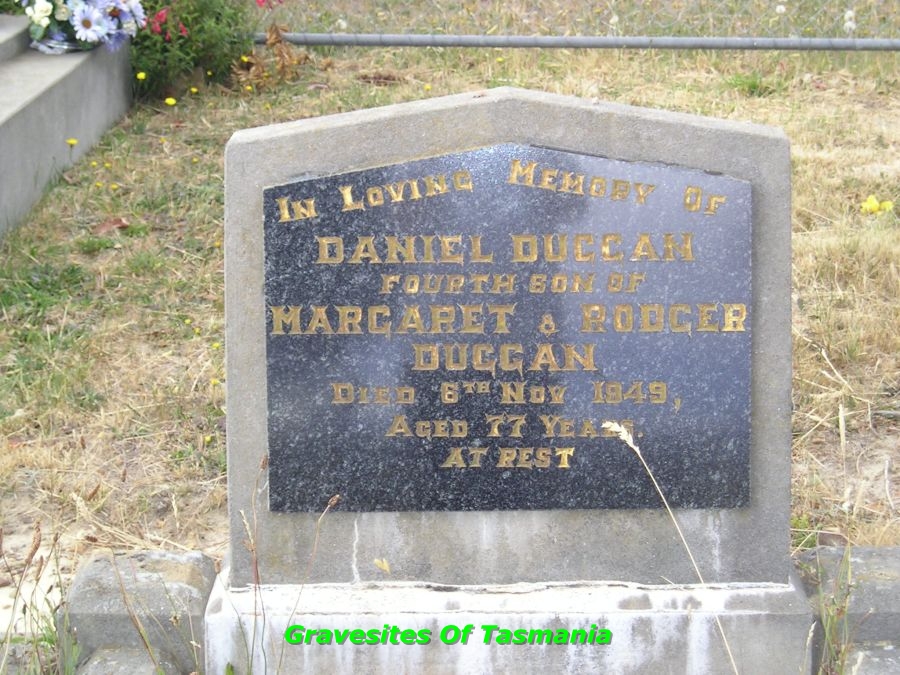 In Loving Memory Of
DANIEL DUGGAN
FOURTH SON OF
MARGARET & RODGER
DUGGAN
Died 6TH Nov 1949,
Aged 77 Years.
AT REST
Gravesites Of Tasmania